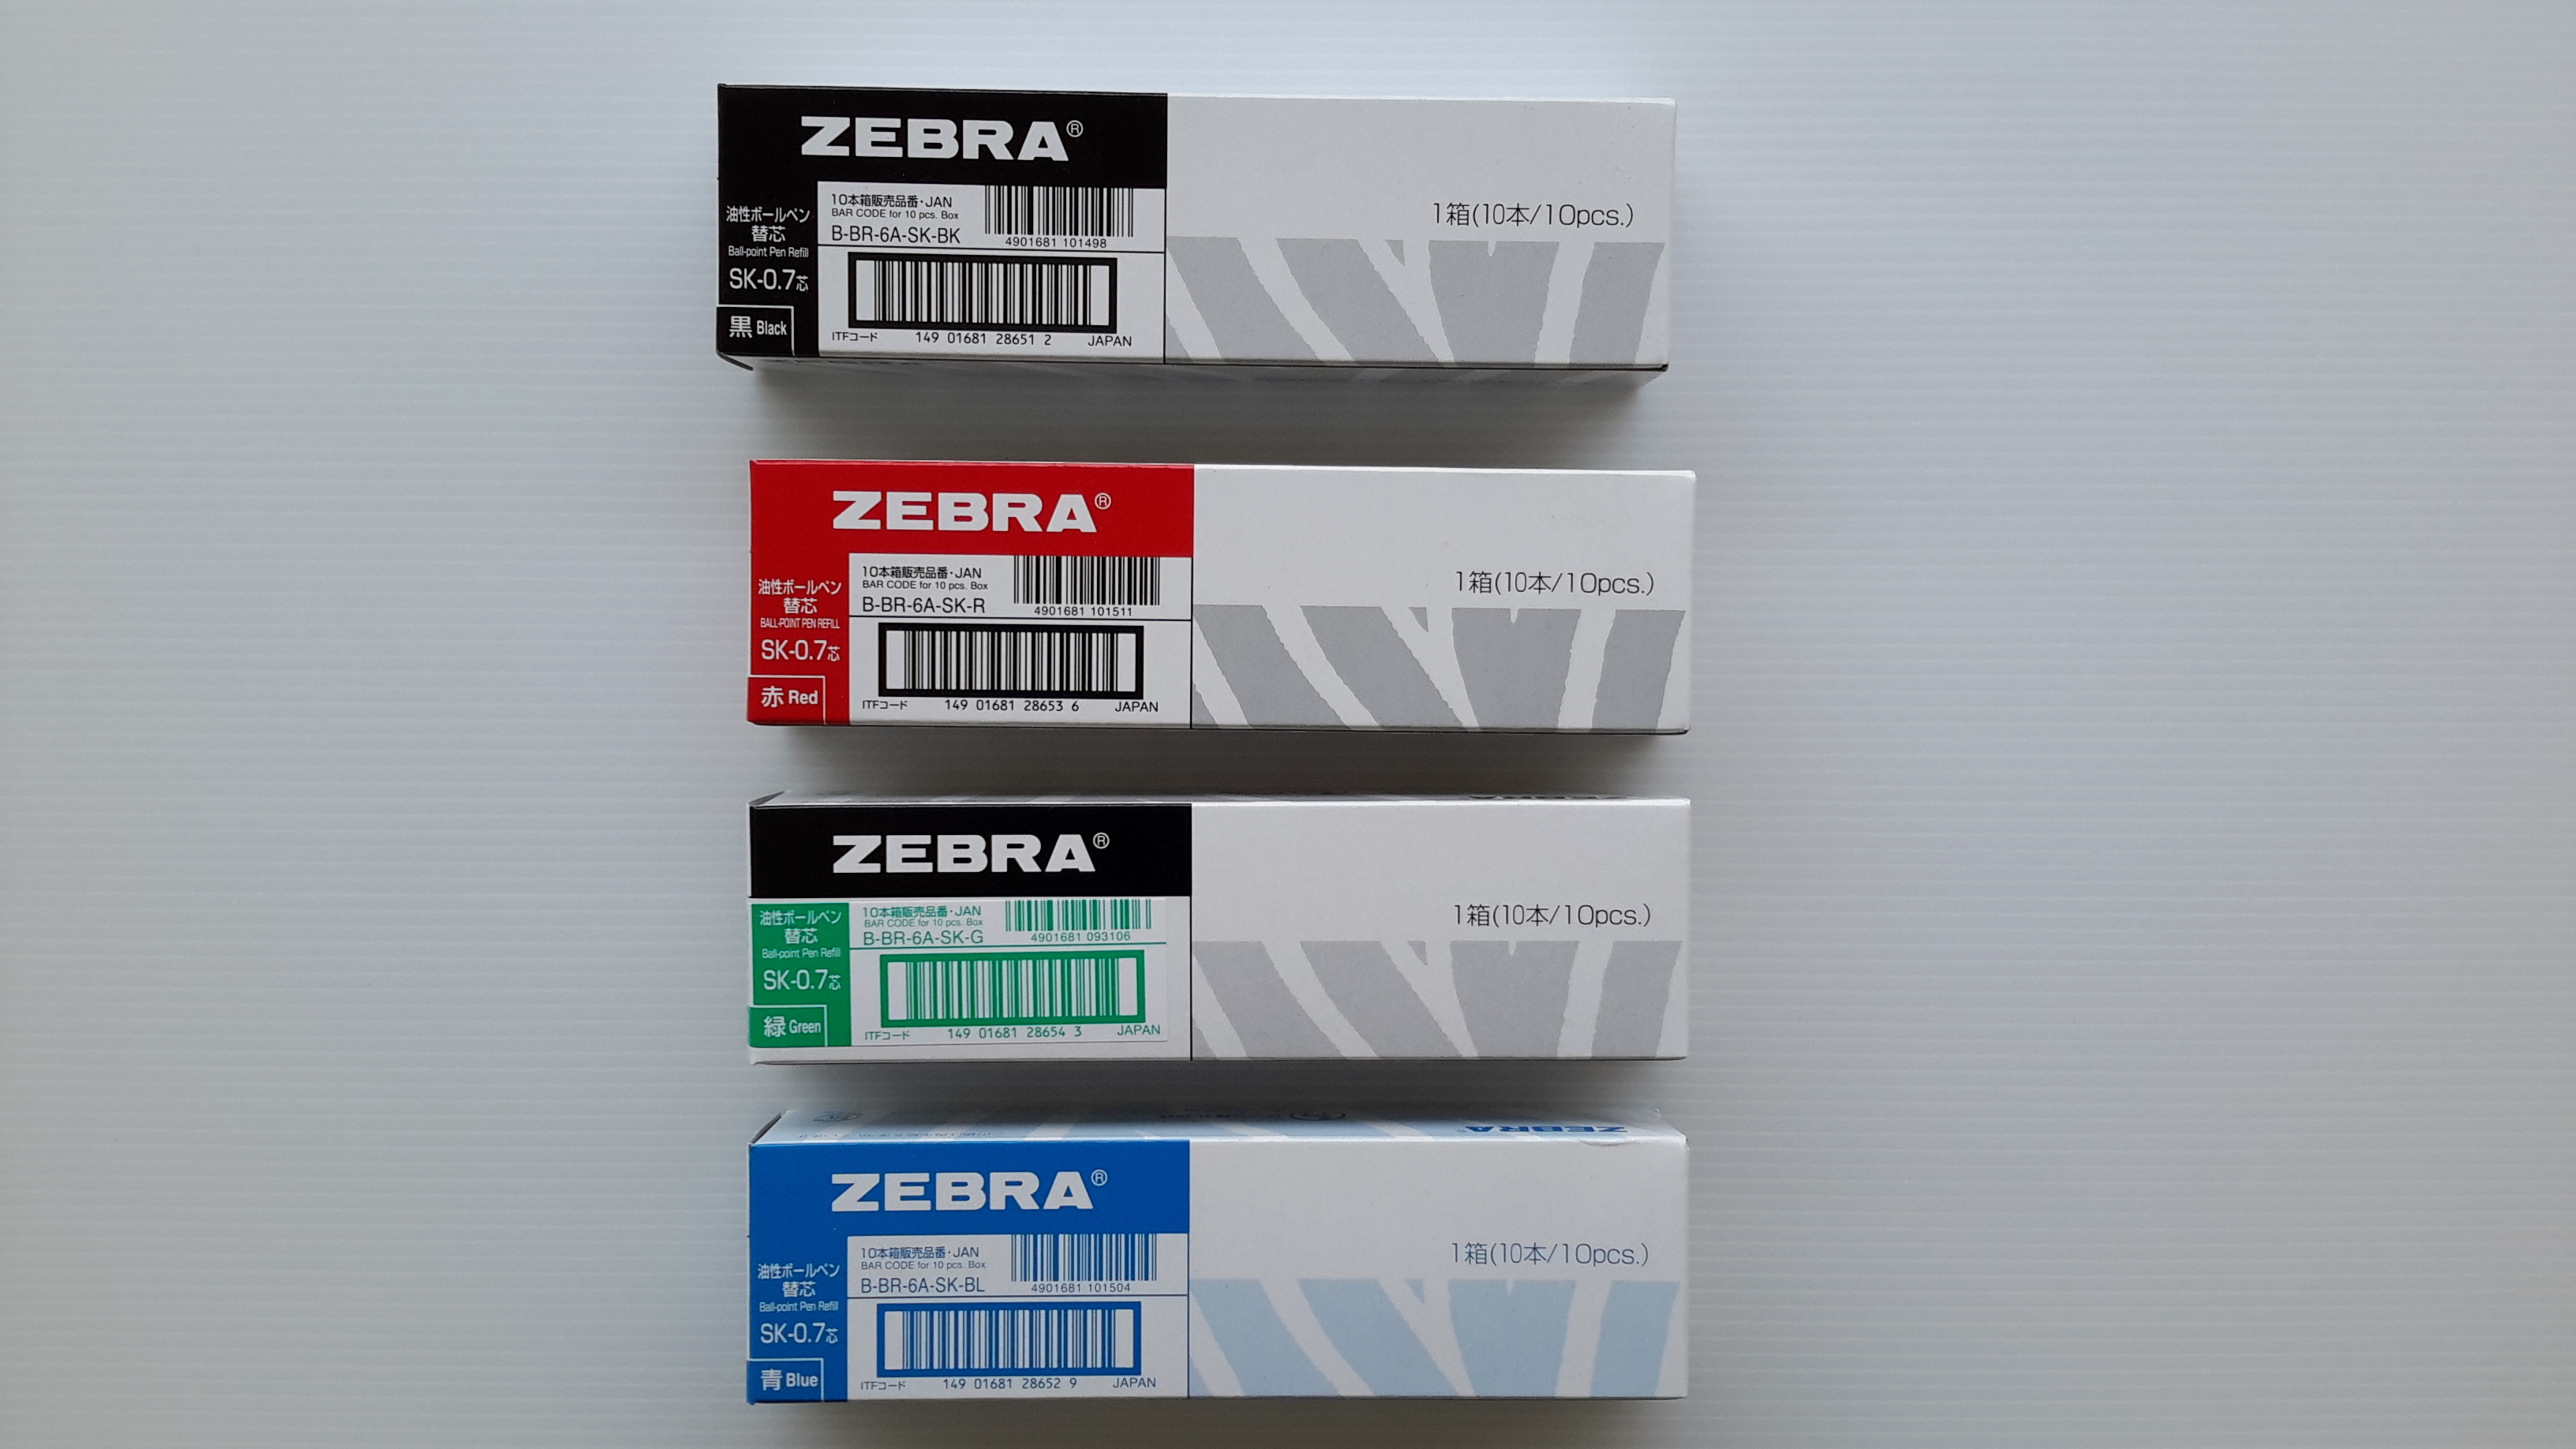 ZEBRA®
油性ボールペン
替芯
Ball-point Pen Refill
SK-0.7芯
黒 Black
10本箱販売品番・JAN
BAR CODE for 10 pcs. Box
B-BR-6A-SK-BK
4901681 101498
ITFコード 149 01681 28651 2 JAPAN
1箱(10本/10pcs.)
ZEBRA®
油性ボールペン
替芯
BALL-POINT PEN REFILL
SK-0.7芯
赤 Red
10本箱販売品番・JAN
BAR CODE for 10 pcs. Box
B-BR-6A-SK-R
4901681 101511
ITFコード 149 01681 28653 6 JAPAN
1箱(10本/10pcs.)
ZEBRA®
油性ボールペン
替芯
Ball-point Pen Refill
SK-0.7芯
緑 Green
10本箱販売品番・JAN
BAR CODE for 10 pcs. Box
B-BR-6A-SK-G
4901681 093106
ITFコード 149 01681 28654 3 JAPAN
1箱(10本/10pcs.)
ZEBRA
ZEBRA®
油性ボールペン
替芯
Ball-point Pen Refill
SK-0.7芯
青 Blue
10本箱販売品番・JAN
BAR CODE for 10 pcs. Box
B-BR-6A-SK-BL
4901681 101504
ITFコード 149 01681 28652 9 JAPAN
1箱(10本/10pcs.)